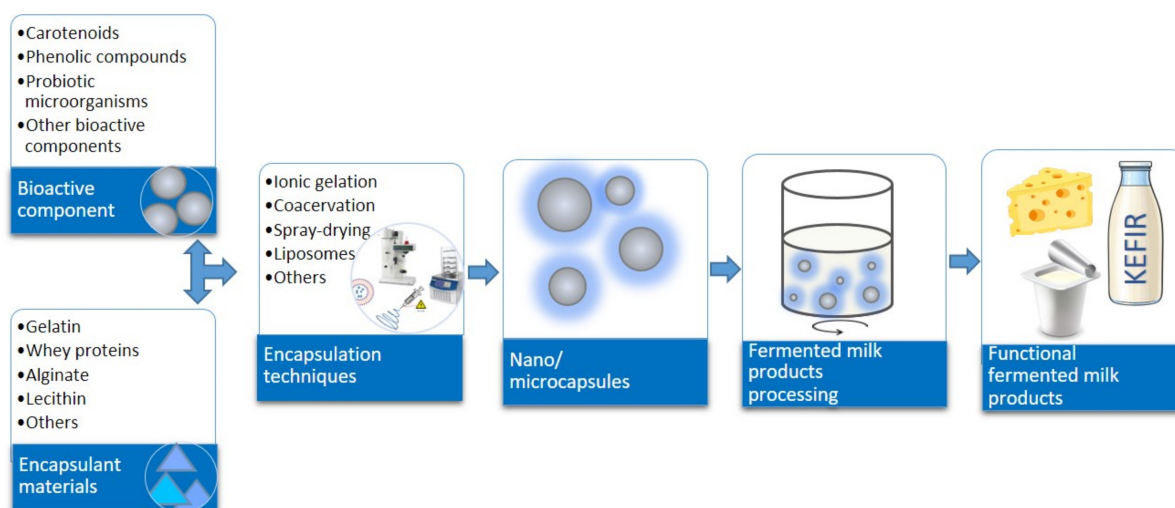 •Carotenoids
•Phenolic compounds
•Probiotic
microorganisms
•Other bioactive
components
Bioactive
component
•Gelatin
•Whey proteins
•Alginate
•Lecithin
•Others
Encapsulant
materials
•Ionic gelation
•Coacervation
•Spray-drying
•Liposomes
•Others
Encapsulation
techniques
Nano/
microcapsules
Fermented milk
products
processing
KEFIR
Functional
fermented milk
products